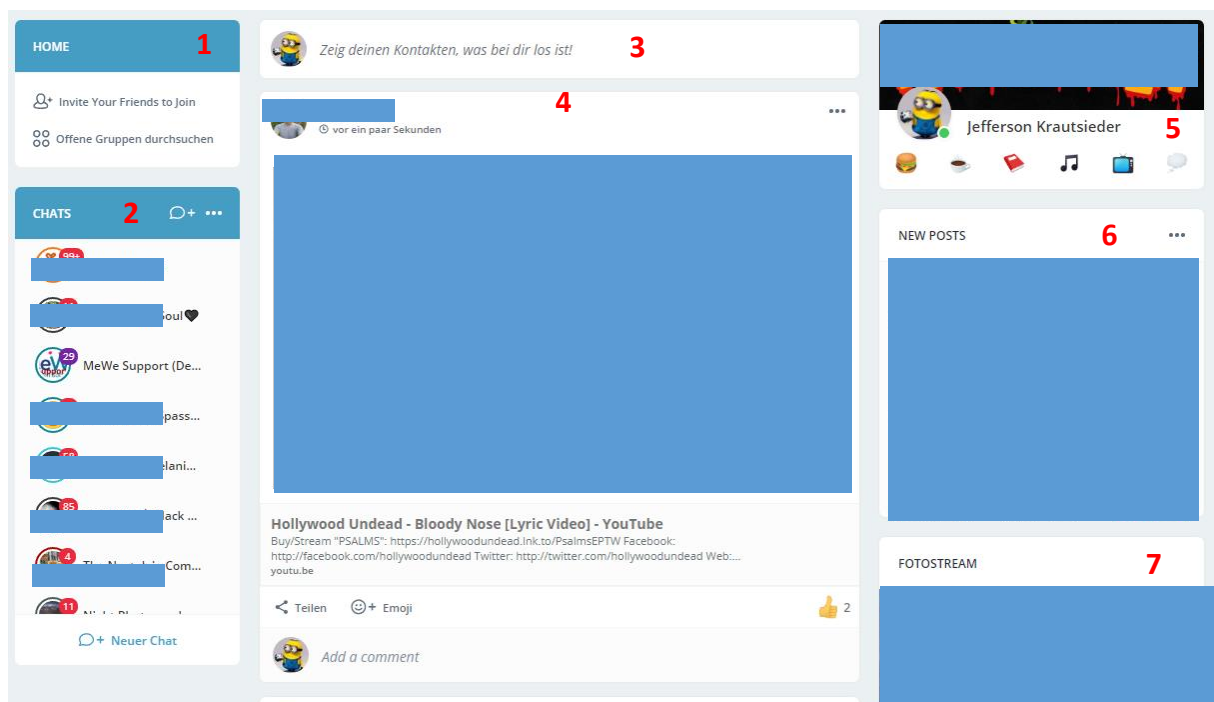 HOME
1
Invite Your Friends to Join
Offene Gruppen durchsuchen
CHATS
2
+
99+
Soul
29
MeWe Support (De...
pass...
58
elani...
85
ack ...
4
Com...
11
+ Neuer Chat
Zeig deinen Kontakten, was bei dir los ist!
3
4
vor ein paar Sekunden
Hollywood Undead - Bloody Nose [Lyric Video] - YouTube
Buy/Stream "PSALMS": https://hollywoodundead.lnk.to/PsalmsEPTW Facebook:
http://facebook.com/hollywoodundead Twitter: http://twitter.com/hollywoodundead Web:...
youtu.be
Teilen
+ Emoji
2
Add a comment
Jefferson Krautsieder
5
NEW POSTS
6
FOTOSTREAM
7